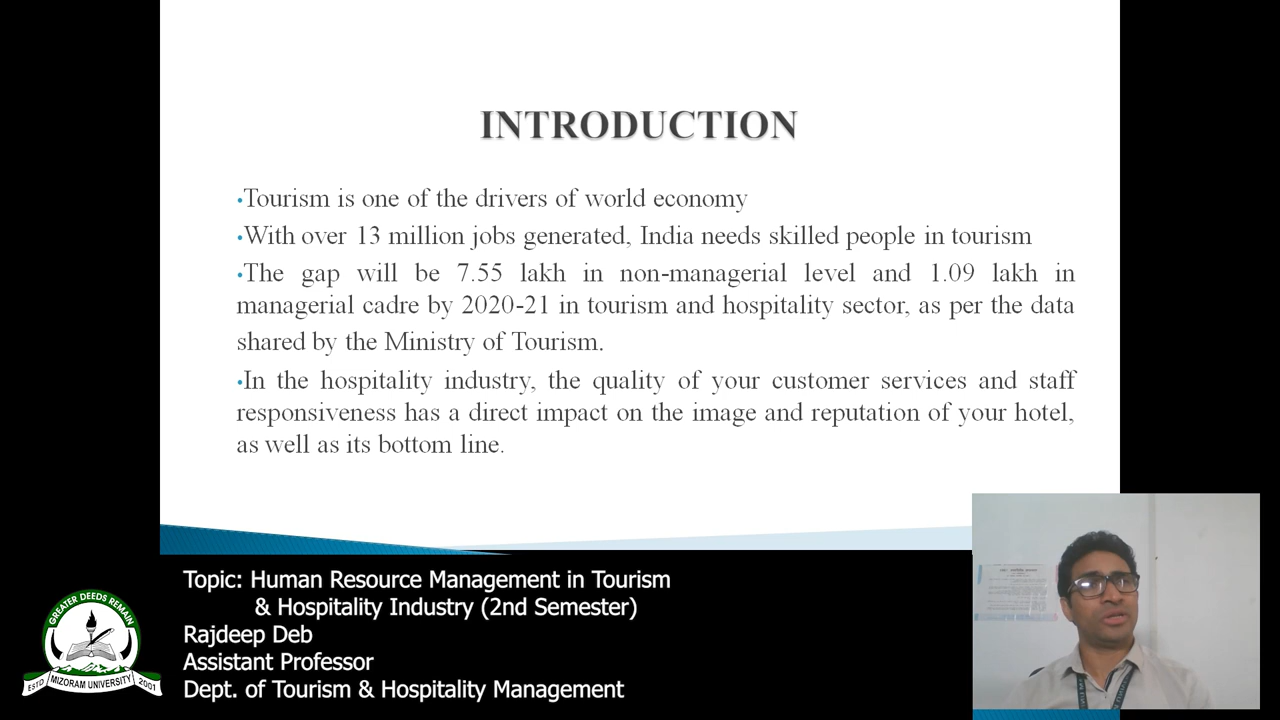 INTRODUCTION
•Tourism is one of the drivers of world economy
•With over 13 million jobs generated, India needs skilled people in tourism
•The gap will be 7.55 lakh in non-managerial level and 1.09 lakh in
managerial cadre by 2020-21 in tourism and hospitality sector, as per the data
shared by the Ministry of Tourism.
•In the hospitality industry, the quality of your customer services and staff
responsiveness has a direct impact on the image and reputation of your hotel,
as well as its bottom line.
Topic: Human Resource Management in Tourism
& Hospitality Industry (2nd Semester)
Rajdeep Deb
Assistant Professor
Dept. of Tourism & Hospitality Management
GREATER DEEDS REMAIN
ESTD MIZORAM UNIVERSITY 2001